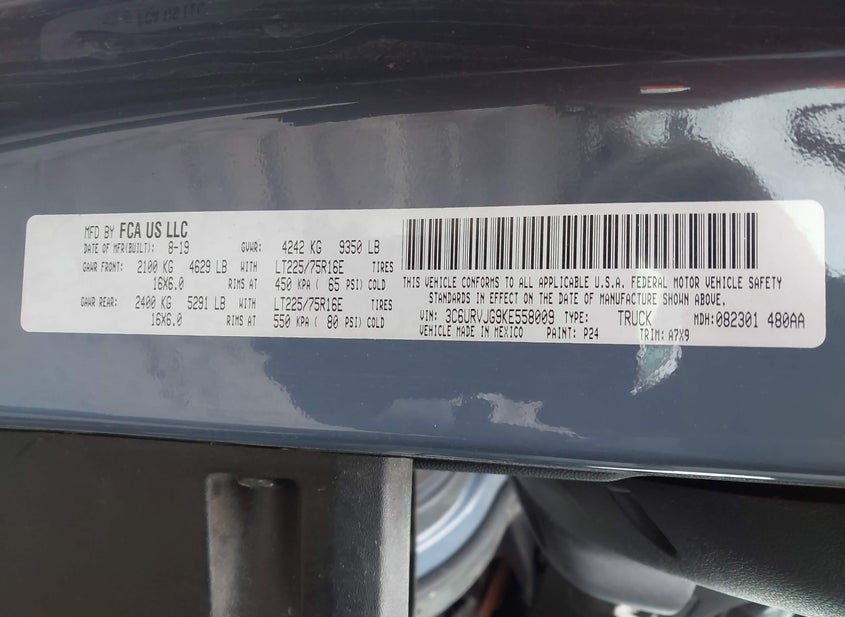 MFD BY FCA US LLC
DATE OF MFR(BUILT): 8-19 GVWR: 4242 KG 9350 LB
GAWR FRONT: 2100 KG 4629 LB WITH LT225/75R16E TIRES
16X6.0 RIMS AT 450 KPA ( 65 PSI) COLD
GAWR REAR: 2400 KG 5291 LB WITH LT225/75R16E TIRES
16X6.0 RIMS AT 550 KPA ( 80 PSI) COLD
THIS VEHICLE CONFORMS TO ALL APPLICABLE U.S.A. FEDERAL MOTOR VEHICLE SAFETY
STANDARDS IN EFFECT ON THE DATE OF MANUFACTURE SHOWN ABOVE.
VIN: 3C6URVJG9KE558009 TYPE: TRUCK MDH:082301 480AA
VEHICLE MADE IN MEXICO PAINT: P24 TRIM: A7X9